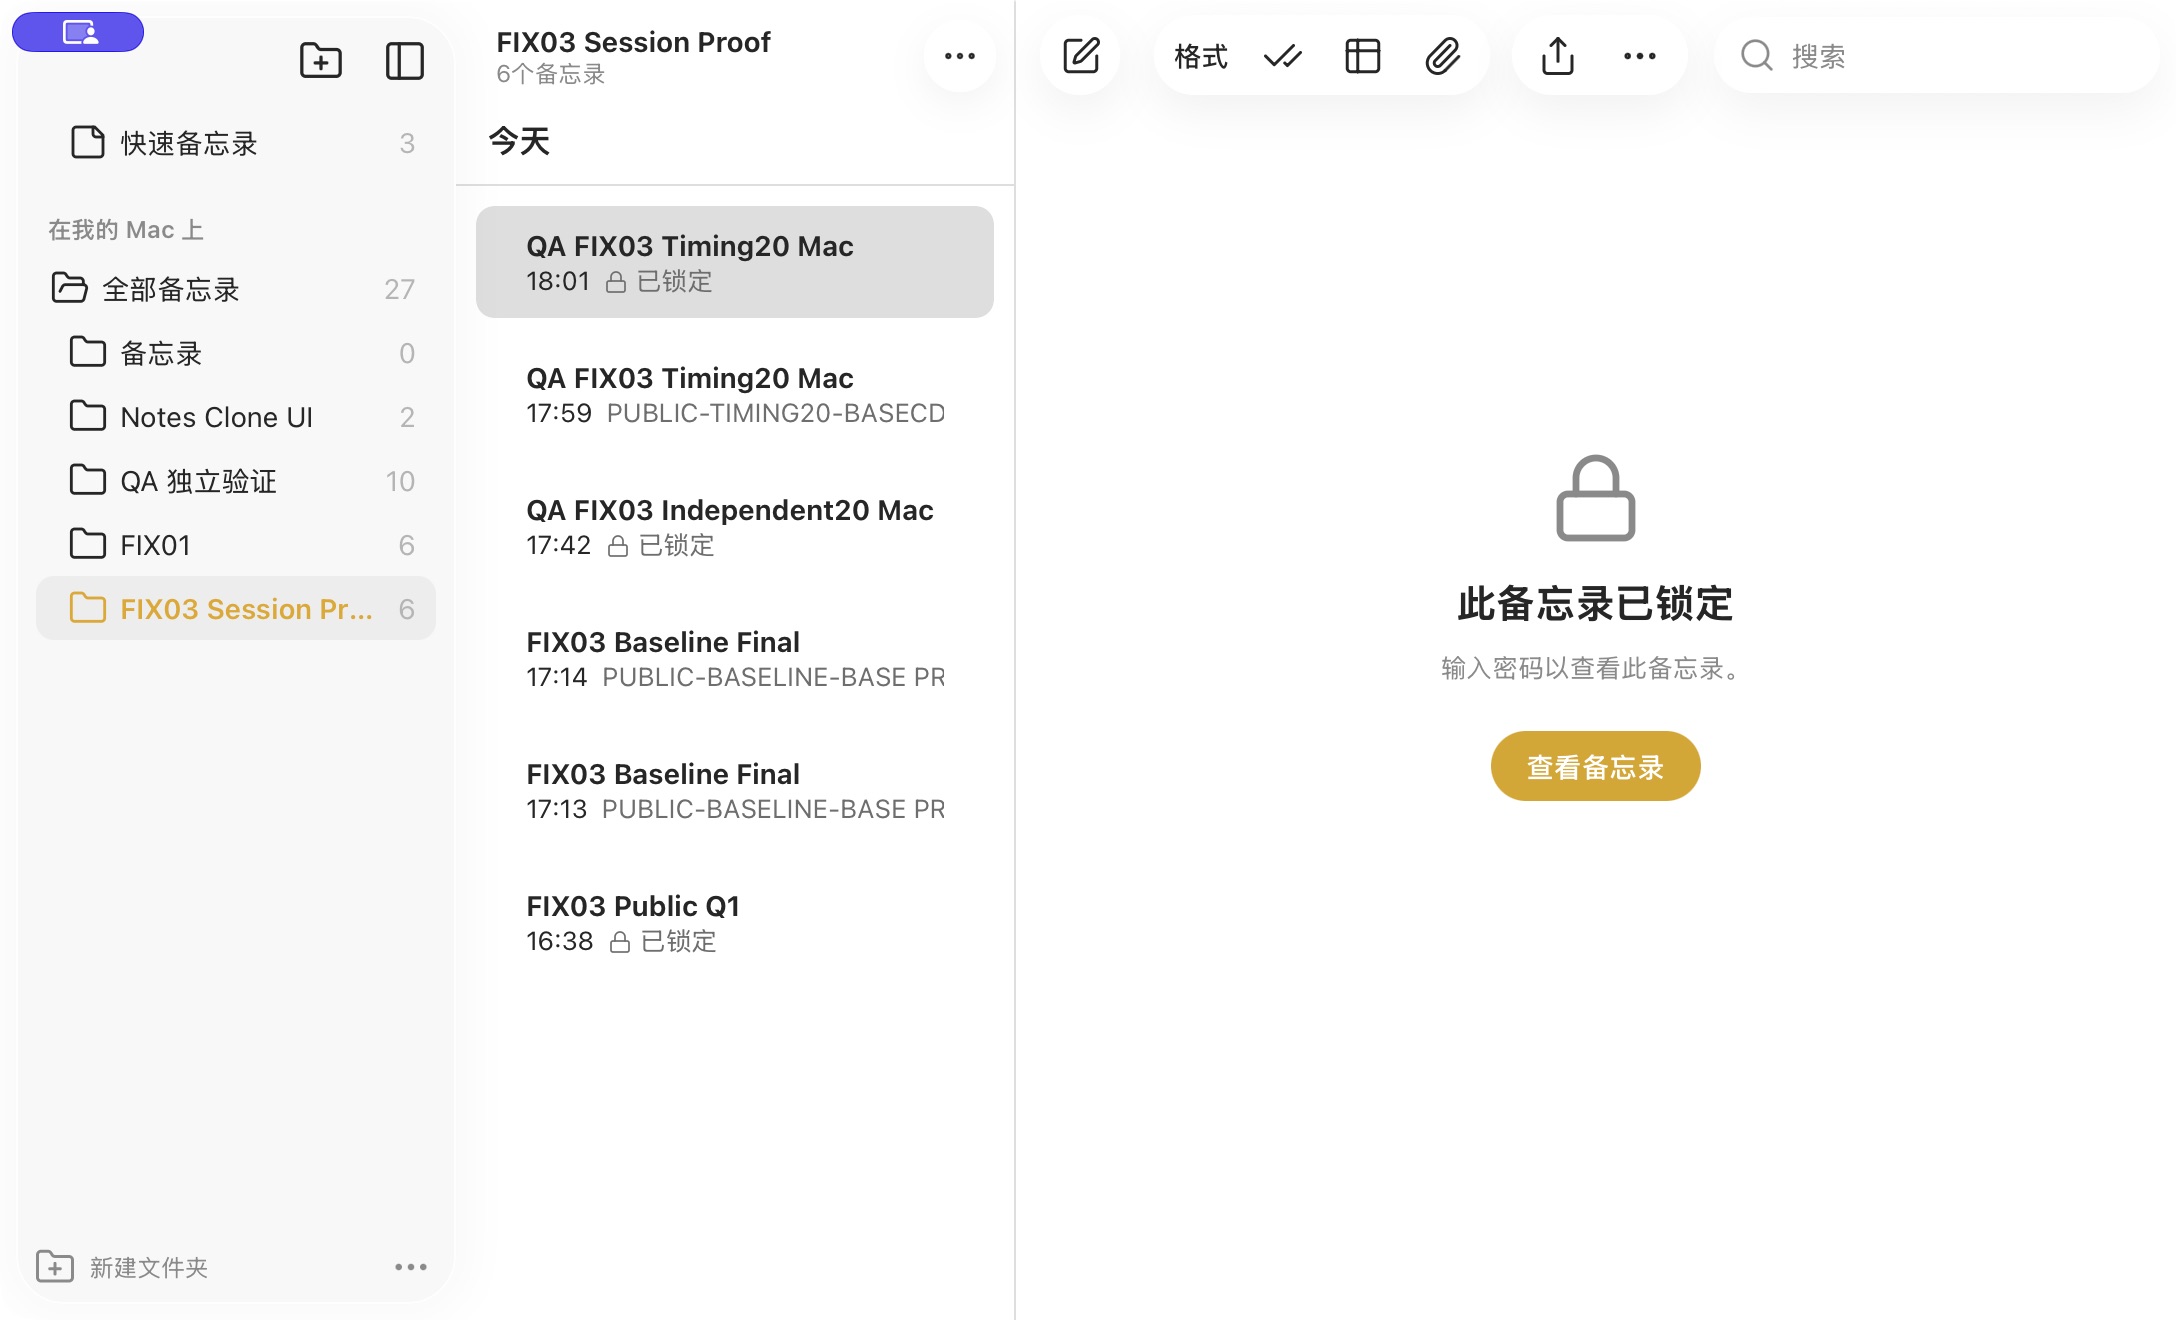 快速备忘录 3
在我的 Mac 上
全部备忘录 27
备忘录 0
Notes Clone UI 2
QA 独立验证 10
FIX01 6
FIX03 Session Pr... 6
新建文件夹
FIX03 Session Proof
6个备忘录
今天
QA FIX03 Timing20 Mac
18:01 已锁定
QA FIX03 Timing20 Mac
17:59 PUBLIC-TIMING20-BASECD
QA FIX03 Independent20 Mac
17:42 已锁定
FIX03 Baseline Final
17:14 PUBLIC-BASELINE-BASE PR
FIX03 Baseline Final
17:13 PUBLIC-BASELINE-BASE PR
FIX03 Public Q1
16:38 已锁定
格式
搜索
此备忘录已锁定
输入密码以查看此备忘录。
查看备忘录